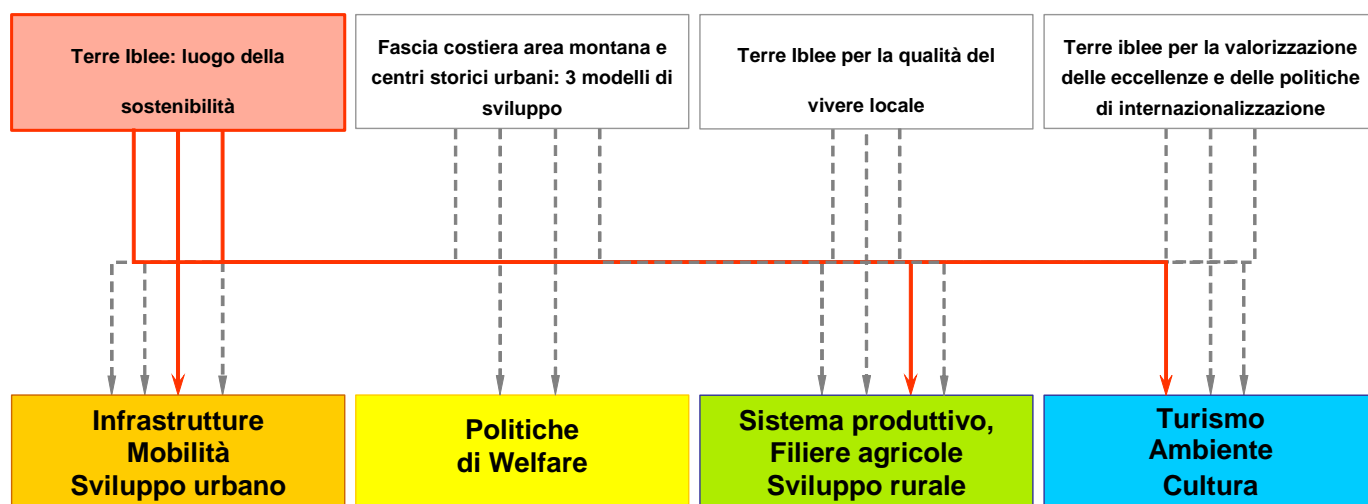 Terre Iblee: luogo della
sostenibilità
Fascia costiera area montana e
centri storici urbani: 3 modelli di
sviluppo
Terre Iblee per la qualità del
vivere locale
Terre iblee per la valorizzazione
delle eccellenze e delle politiche
di internazionalizzazione
Infrastrutture
Mobilità
Sviluppo urbano
Politiche
di Welfare
Sistema produttivo,
Filiere agricole
Sviluppo rurale
Turismo
Ambiente
Cultura